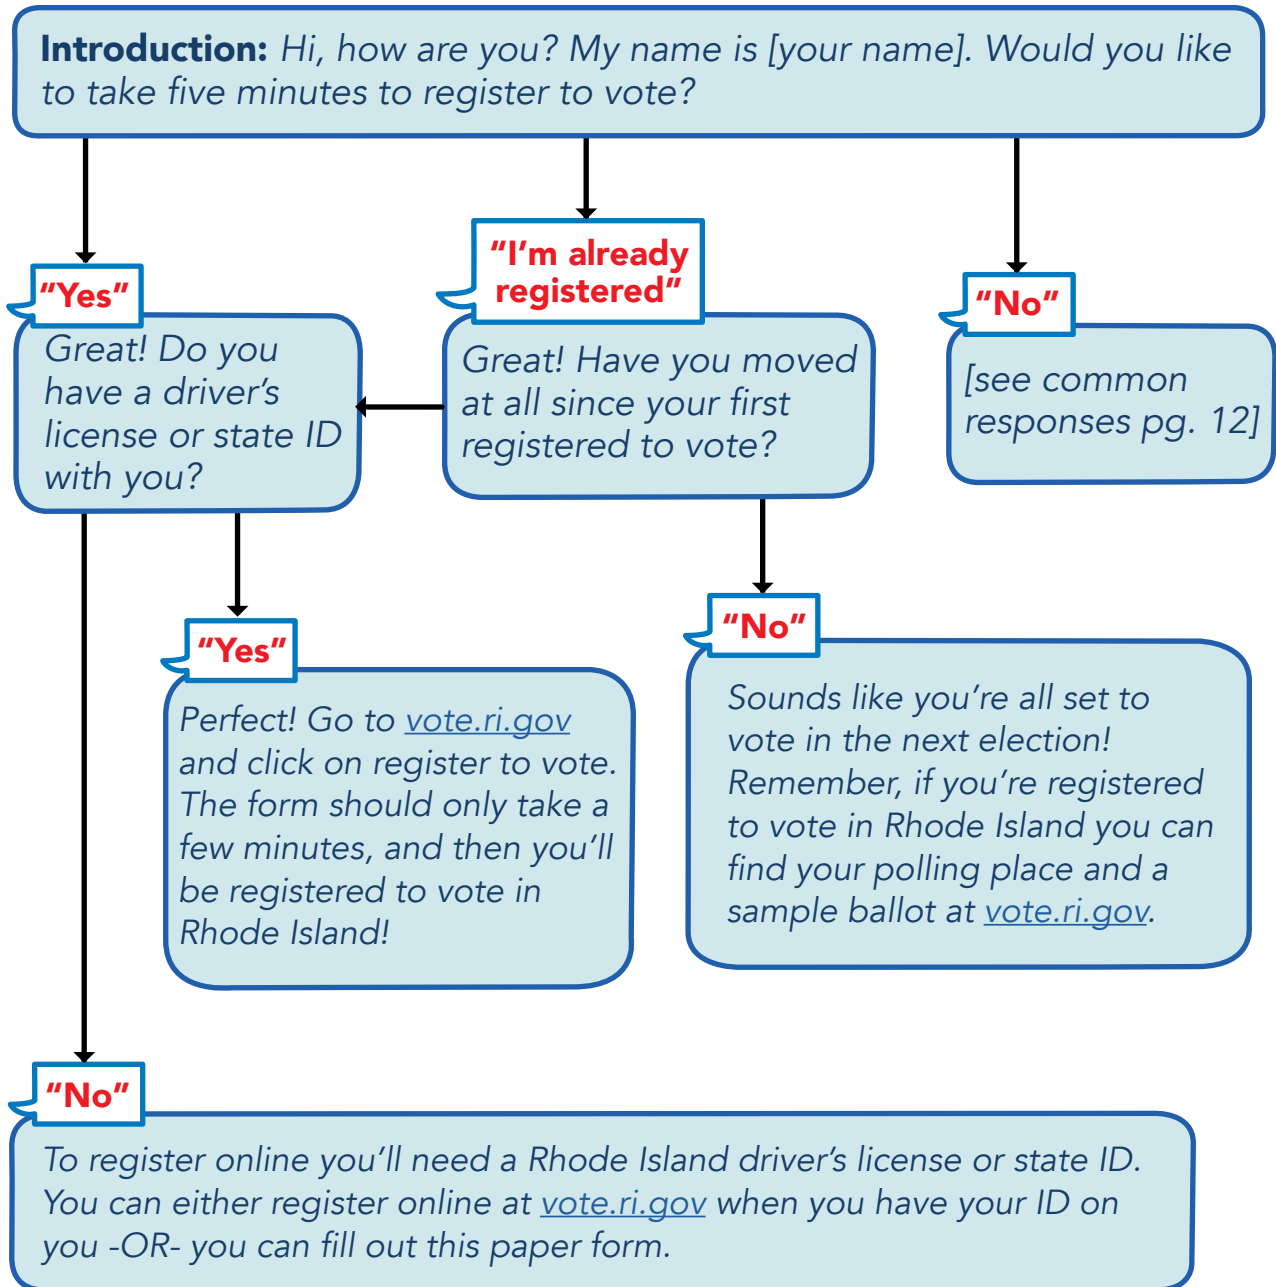 Introduction: Hi, how are you? My name is [your name]. Would you like
to take five minutes to register to vote?
"Yes"
Great! Do you
have a driver's
license or state ID
with you?
"I'm already
registered"
Great! Have you moved
at all since your first
registered to vote?
"No"
[see common
responses pg. 12]
"Yes"
Perfect! Go to vote.ri.gov
and click on register to vote.
The form should only take a
few minutes, and then you'll
be registered to vote in
Rhode Island!
"No"
Sounds like you're all set to
vote in the next election!
Remember, if you're registered
to vote in Rhode Island you can
find your polling place and a
sample ballot at vote.ri.gov.
"No"
To register online you'll need a Rhode Island driver's license or state ID.
You can either register online at vote.ri.gov when you have your ID on
you -OR- you can fill out this paper form.